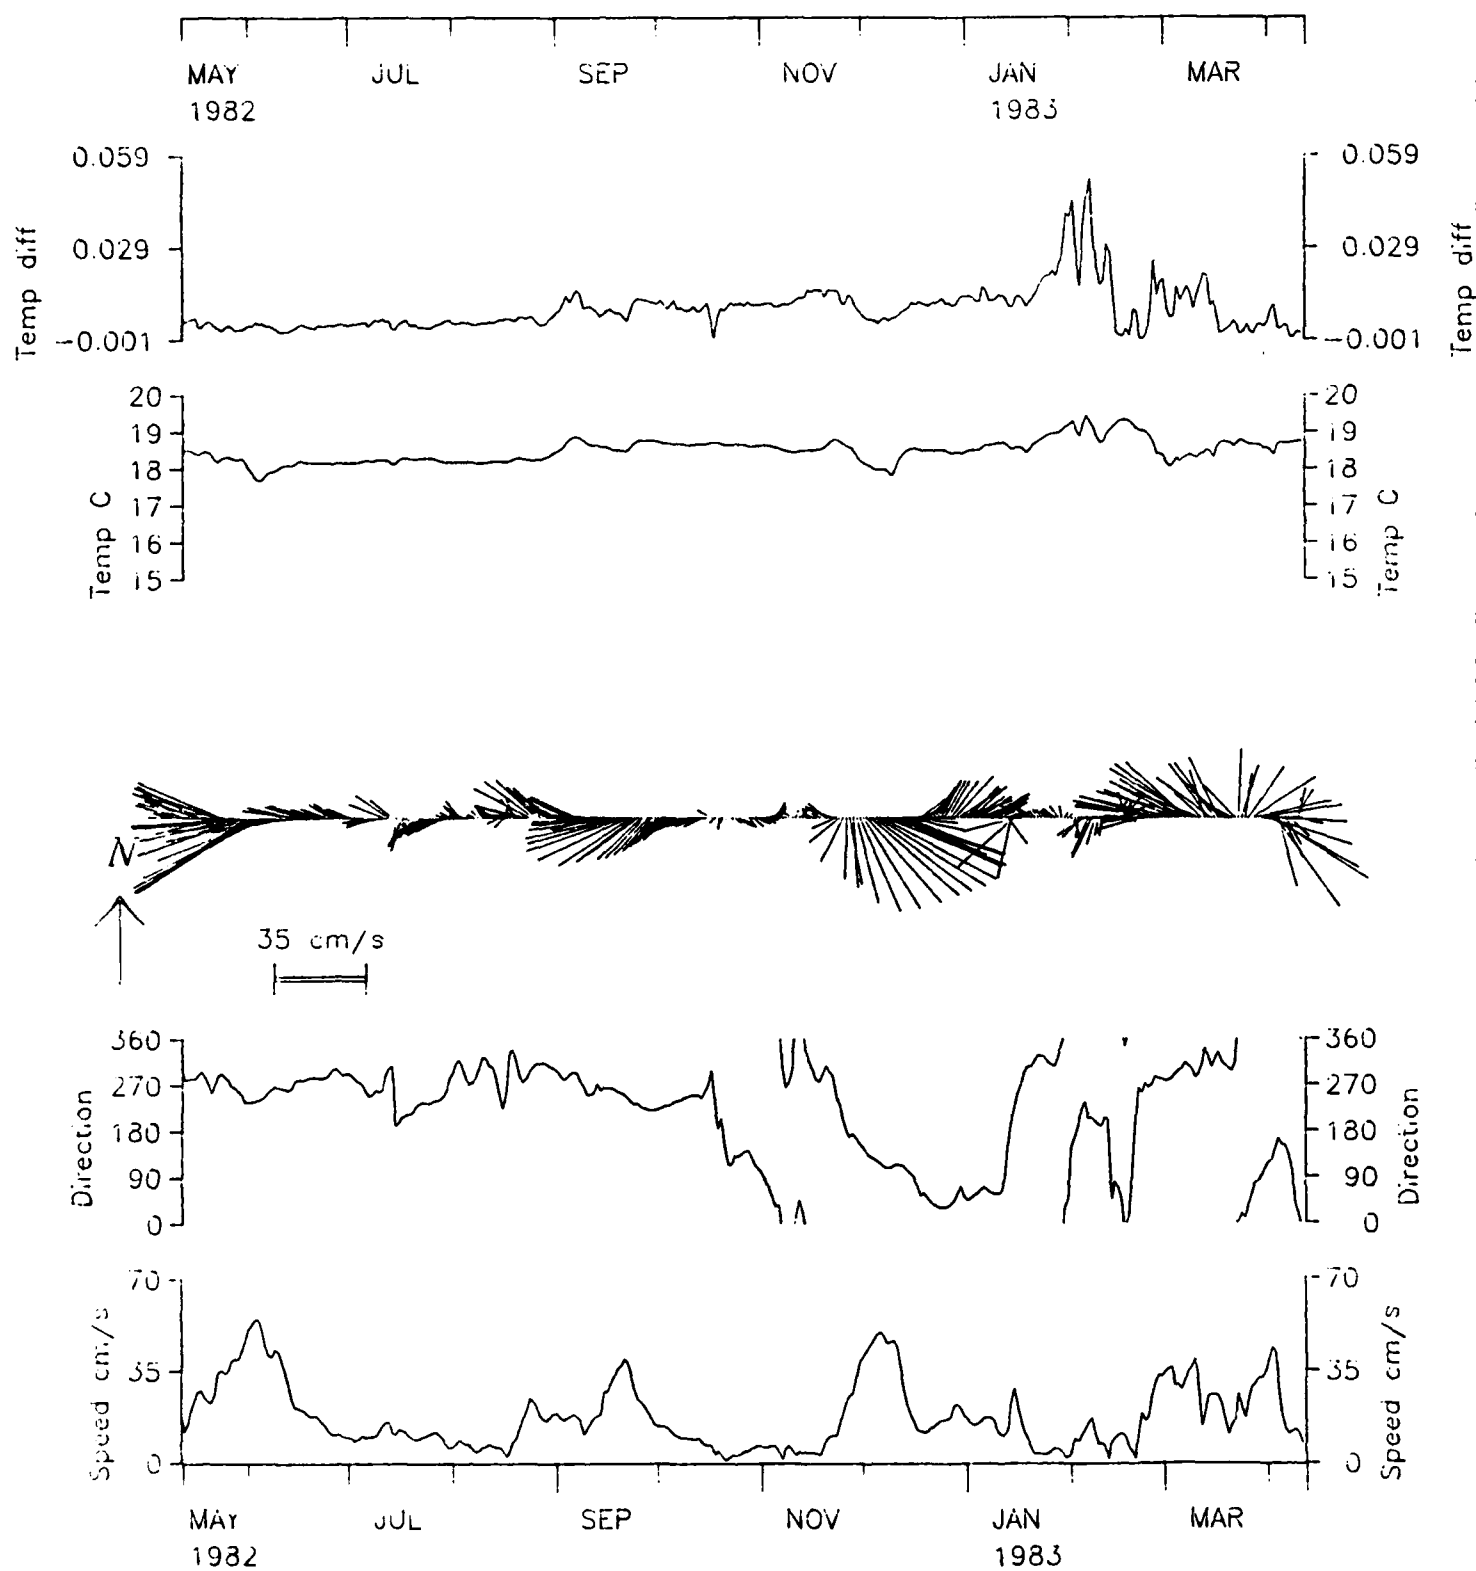 MAY JUL SEP NOV JAN MAR
1982 1983
0.059 0.059
0.029 0.029
-0.001 -0.001
Temp diff Temp diff
20 20
19 19
18 18
17 17
16 16
15 15
Temp C Temp C
N
35 cm/s
360 360
270 270
180 180
90 90
0 0
Direction Direction
70 70
35 35
0 0
Speed cm/s Speed cm/s
MAY JUL SEP NOV JAN MAR
1982 1983